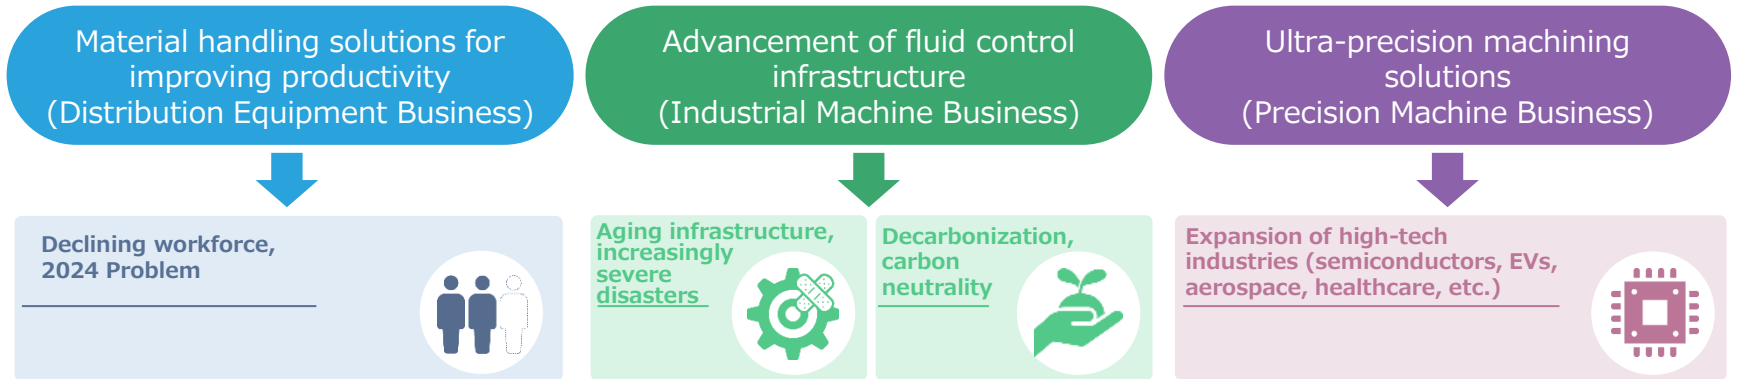 Material handling solutions for
improving productivity
(Distribution Equipment Business)
Advancement of fluid control
infrastructure
(Industrial Machine Business)
Ultra-precision machining
solutions
(Precision Machine Business)
Declining workforce,
2024 Problem
Aging infrastructure,
increasingly
severe
disasters
Decarbonization,
carbon
neutrality
Expansion of high-tech
industries (semiconductors, EVs,
aerospace, healthcare, etc.)